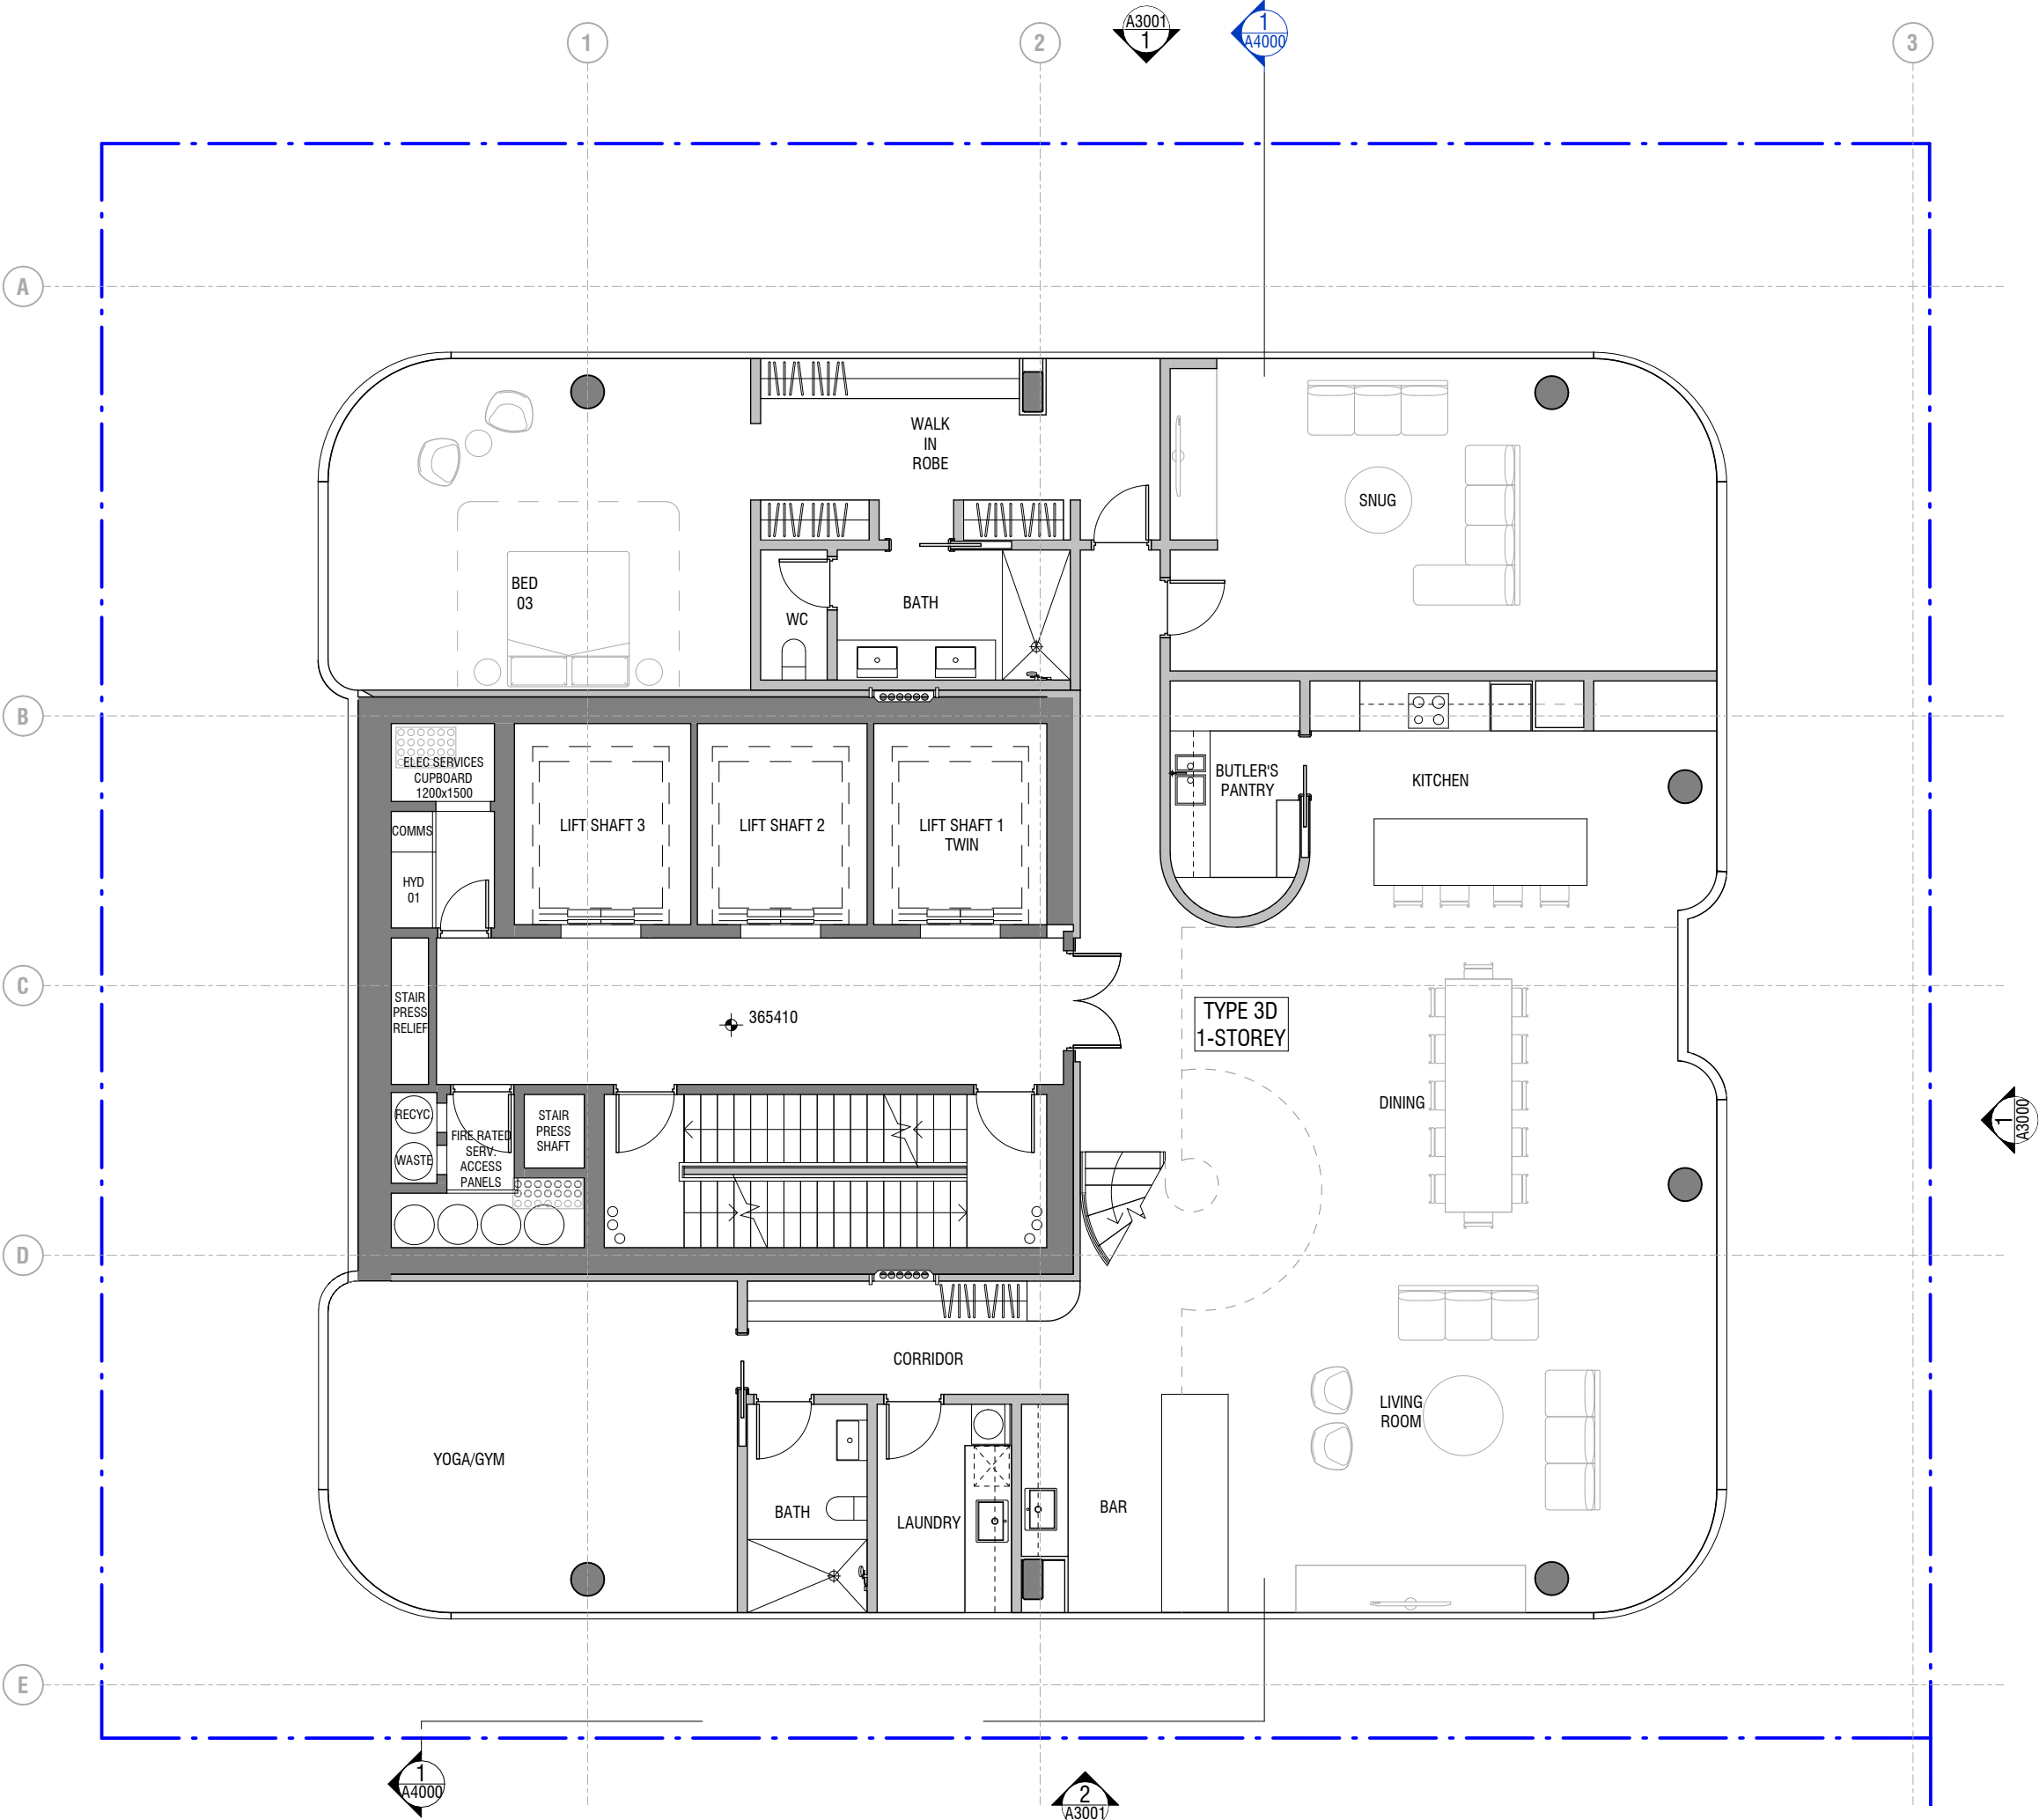 A3001
1
1
A4000
1
2
3
A
WALK
IN
ROBE
SNUG
BED
03
BATH
WC
B
ELEC SERVICES
CUPBOARD
1200x1500
BUTLER'S
PANTRY
KITCHEN
COMMS
LIFT SHAFT 3
LIFT SHAFT 2
LIFT SHAFT 1
TWIN
HYD
01
C
STAIR
PRESS
RELIEF
365410
TYPE 3D
1-STOREY
RECYC.
WASTE
FIRE RATED
SERV.
ACCESS
PANELS
STAIR
PRESS
SHAFT
DINING
1
A3000
D
CORRIDOR
LIVING
ROOM
YOGA/GYM
BATH
LAUNDRY
BAR
E
1
A4000
2
A3001